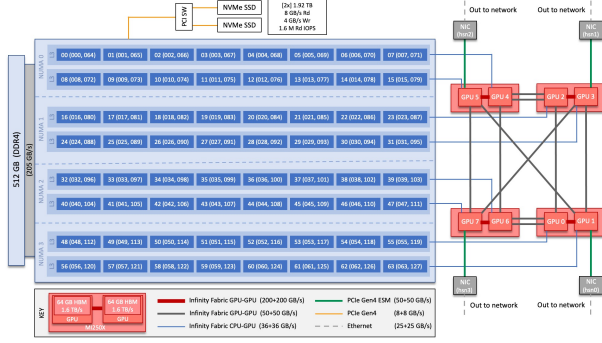 [2x] 1.92 TB
8 GB/s Rd
4 GB/s Wr
1.6 M Rd IOPS
NVMe SSD
NVMe SSD
PCI SW
Out to network
Out to network
NIC
(hsn2)
NIC
(hsn1)
512 GB (DDR4)
(205 GB/s)
NUMA 0
L3 00 (000, 064) 01 (001, 065) 02 (002, 066) 03 (003, 067) 04 (004, 068) 05 (005, 069) 06 (006, 070) 07 (007, 071)
L3 08 (008, 072) 09 (009, 073) 10 (010, 074) 11 (011, 075) 12 (012, 076) 13 (013, 077) 14 (014, 078) 15 (015, 079)
NUMA 1
L3 16 (016, 080) 17 (017, 081) 18 (018, 082) 19 (019, 083) 20 (020, 084) 21 (021, 085) 22 (022, 086) 23 (023, 087)
L3 24 (024, 088) 25 (025, 089) 26 (026, 090) 27 (027, 091) 28 (028, 092) 29 (029, 093) 30 (030, 094) 31 (031, 095)
NUMA 2
L3 32 (032, 096) 33 (033, 097) 34 (034, 098) 35 (035, 099) 36 (036, 100) 37 (037, 101) 38 (038, 102) 39 (039, 103)
L3 40 (040, 104) 41 (041, 105) 42 (042, 106) 43 (043, 107) 44 (044, 108) 45 (045, 109) 46 (046, 110) 47 (047, 111)
NUMA 3
L3 48 (048, 112) 49 (049, 113) 50 (050, 114) 51 (051, 115) 52 (052, 116) 53 (053, 117) 54 (054, 118) 55 (055, 119)
L3 56 (056, 120) 57 (057, 121) 58 (058, 122) 59 (059, 123) 60 (060, 124) 61 (061, 125) 62 (062, 126) 63 (063, 127)
GPU 5 GPU 4 GPU 2 GPU 3
GPU 7 GPU 6 GPU 0 GPU 1
NIC
(hsn3)
NIC
(hsn0)
Out to network
Out to network
KEY
64 GB HBM
1.6 TB/s
GPU
64 GB HBM
1.6 TB/s
GPU
MI250X
Infinity Fabric GPU-GPU (200+200 GB/s)
Infinity Fabric GPU-GPU (50+50 GB/s)
Infinity Fabric CPU-GPU (36+36 GB/s)
PCIe Gen4 ESM (50+50 GB/s)
PCIe Gen4 (8+8 GB/s)
Ethernet (25+25 GB/s)